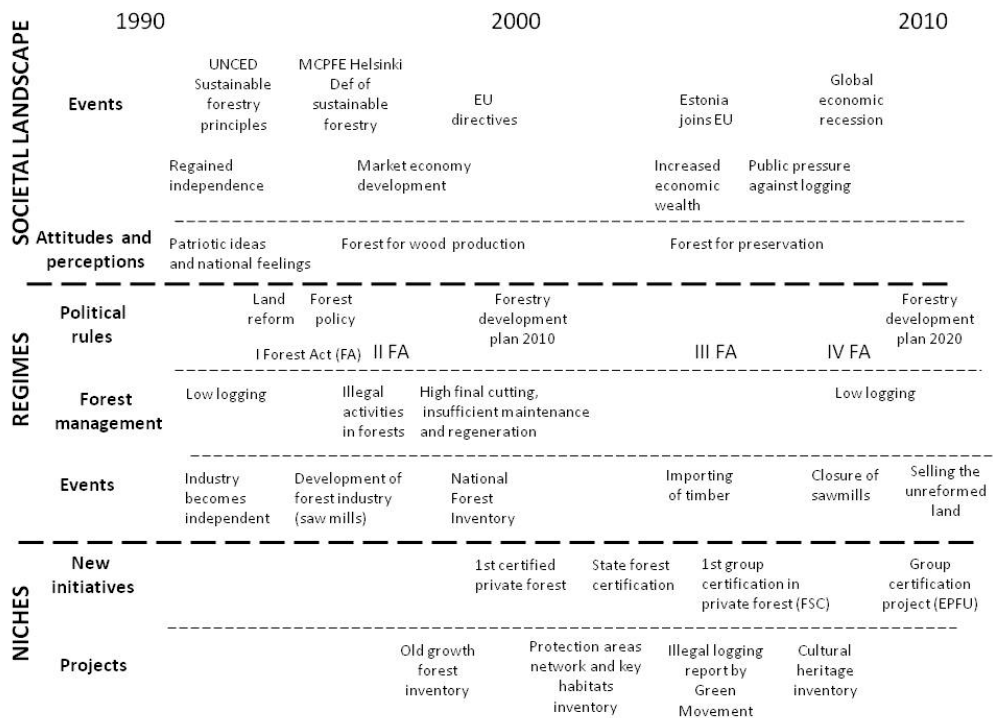 1990
2000
2010
SOCIETAL LANDSCAPE
Events
UNCED
Sustainable
forestry
principles
MCPFE Helsinki
Def of
sustainable
forestry
EU
directives
Estonia
joins EU
Global
economic
recession
Regained
independence
Market economy
development
Increased
economic
wealth
Public pressure
against logging
Attitudes and
perceptions
Patriotic ideas
and national feelings
Forest for wood production
Forest for preservation
REGIMES
Political
rules
Land
reform
Forest
policy
Forestry
development
plan 2010
Forestry
development
plan 2020
I Forest Act (FA)
II FA
III FA
IV FA
Forest
management
Low logging
Illegal
activities
in forests
High final cutting,
insufficient maintenance
and regeneration
Low logging
Events
Industry
becomes
independent
Development of
forest industry
(saw mills)
National
Forest
Inventory
Importing
of timber
Closure of
sawmills
Selling the
unreformed
land
NICHES
New
initiatives
1st certified
private forest
State forest
certification
1st group
certification in
private forest (FSC)
Group
certification
project (EPFU)
Projects
Old growth
forest
inventory
Protection areas
network and key
habitats
inventory
Illegal logging
report by
Green
Movement
Cultural
heritage
inventory